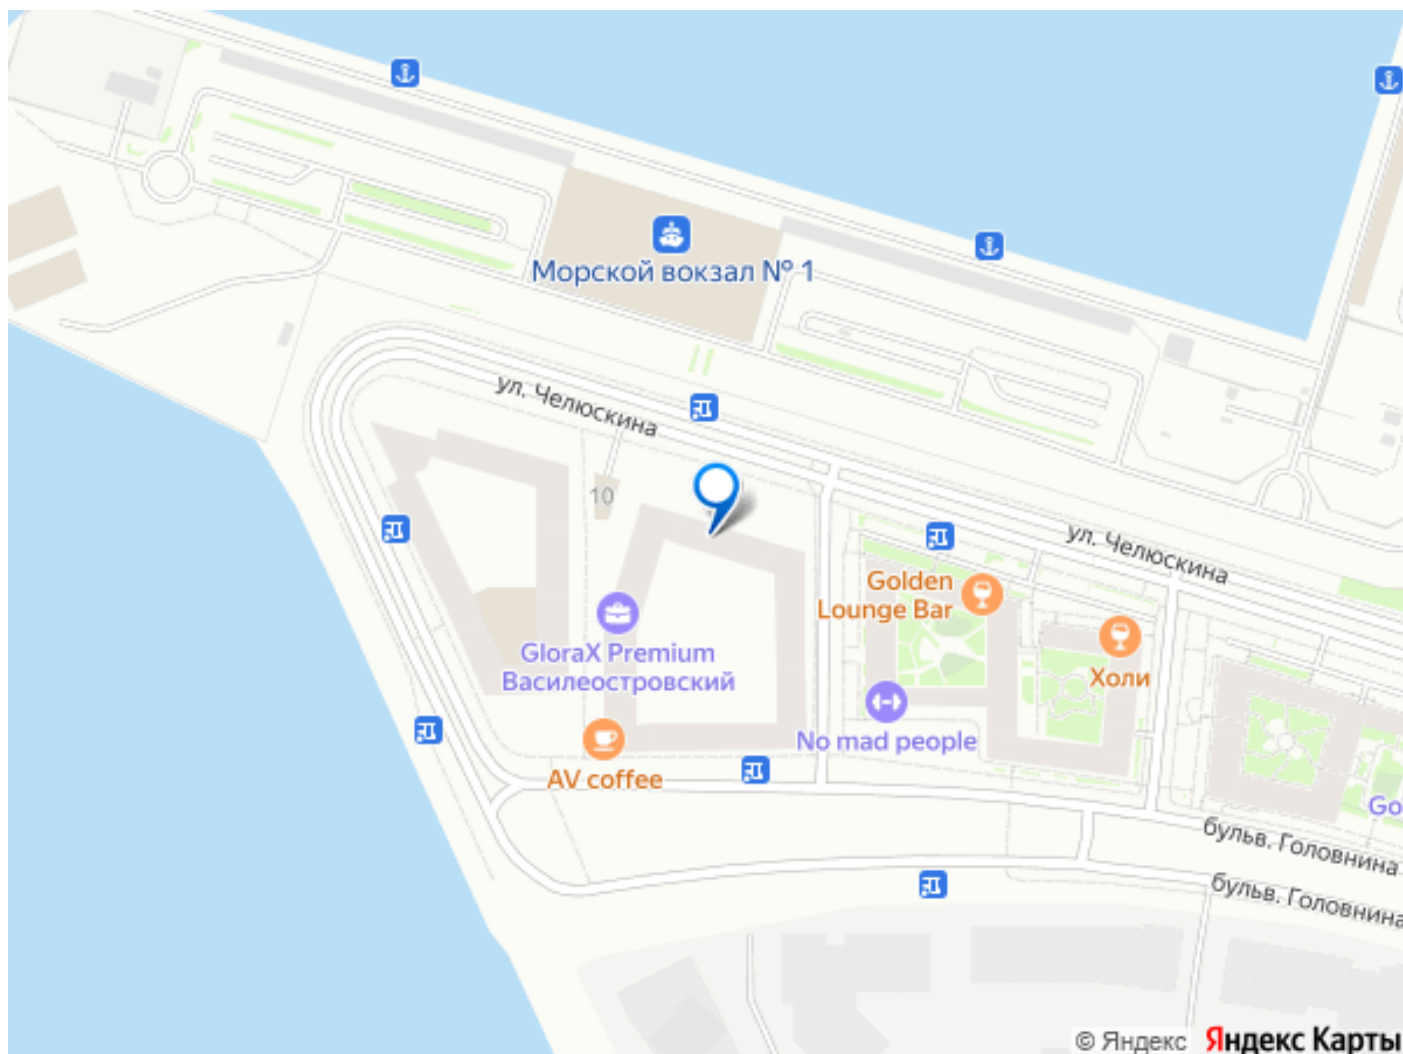 Морской вокзал № 1
ул. Челюскина
10
ул. Челюскина
Golden
Lounge Bar
GloraX Premium
Василеостровский
Холи
No mad people
AV coffee
Go
бульв. Головнина
бульв. Головнина
© Яндекс Яндекс Карты